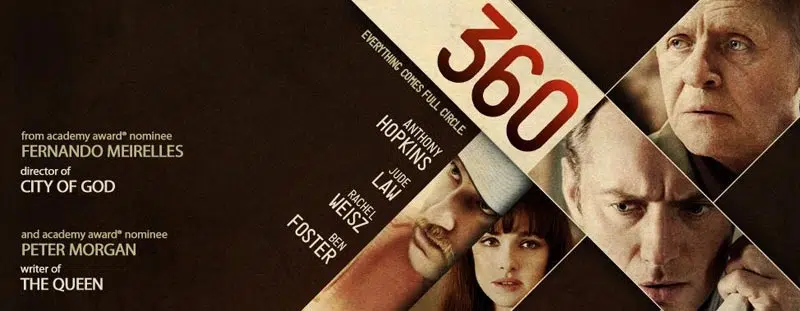 from academy award® nominee
FERNANDO MEIRELLES
director of
CITY OF GOD
and academy award® nominee
PETER MORGAN
writer of
THE QUEEN
360
EVERYTHING COMES FULL CIRCLE
ANTHONY
HOPKINS
JUDE
LAW
RACHEL
WEISZ
BEN
FOSTER